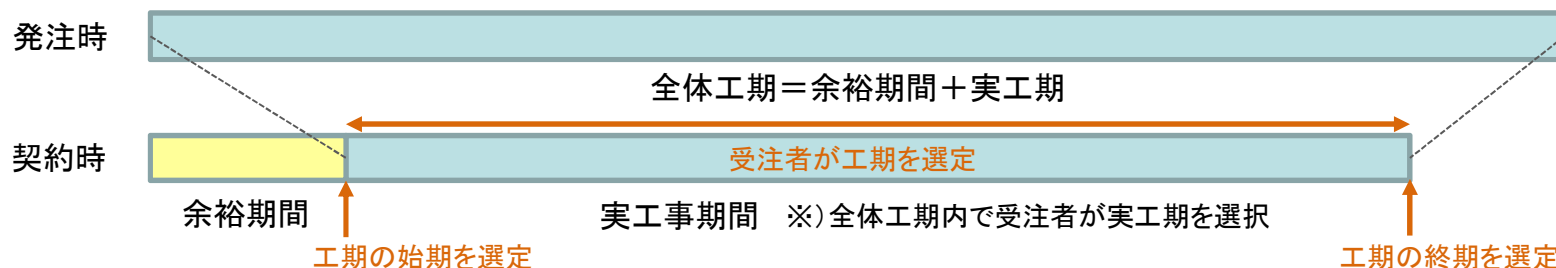 発注時
全体工期＝余裕期間＋実工期
契約時
受注者が工期を選定
余裕期間
実工事期間 ※）全体工期内で受注者が実工期を選択
工期の始期を選定
工期の終期を選定